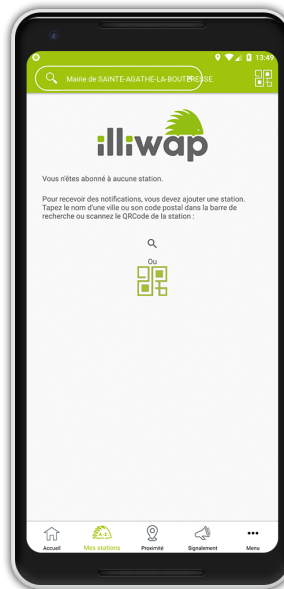 13:49
Mairie de SAINTE-AGATHE-LA-BOUTERESSE
illiwap
Vous n'êtes abonné à aucune station.
Pour recevoir des notifications, vous devez ajouter une station.
Tapez le nom d'une ville ou son code postal dans la barre de
recherche ou scannez le QRCode de la station :
Ou
Accueil Mes stations Proximité Signalement Menu